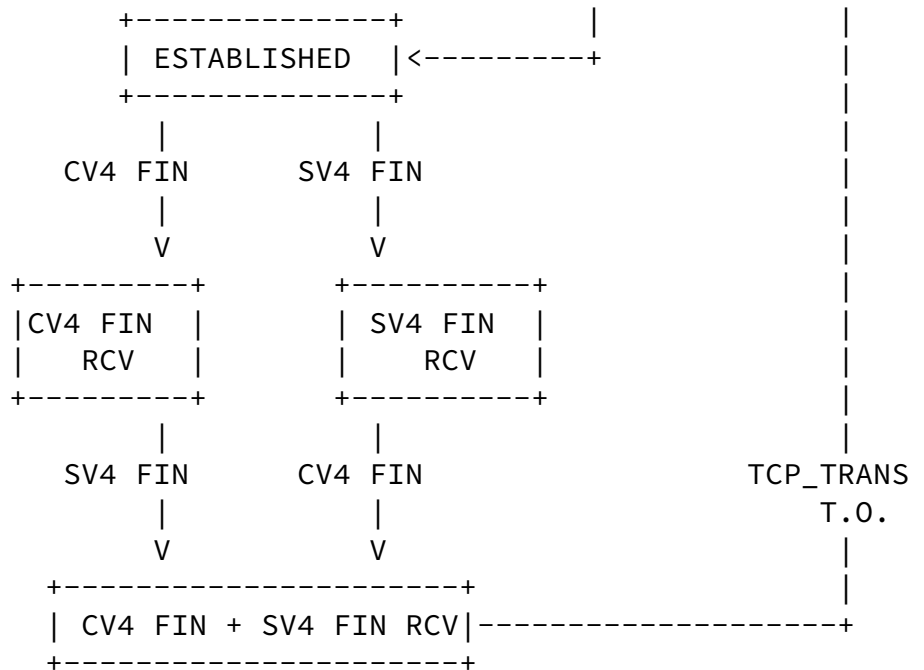 ESTABLISHED
CV4 FIN SV4 FIN
V V
CV4 FIN SV4 FIN
RCV RCV
SV4 FIN CV4 FIN TCP_TRANS
T.O.
V V
CV4 FIN + SV4 FIN RCV